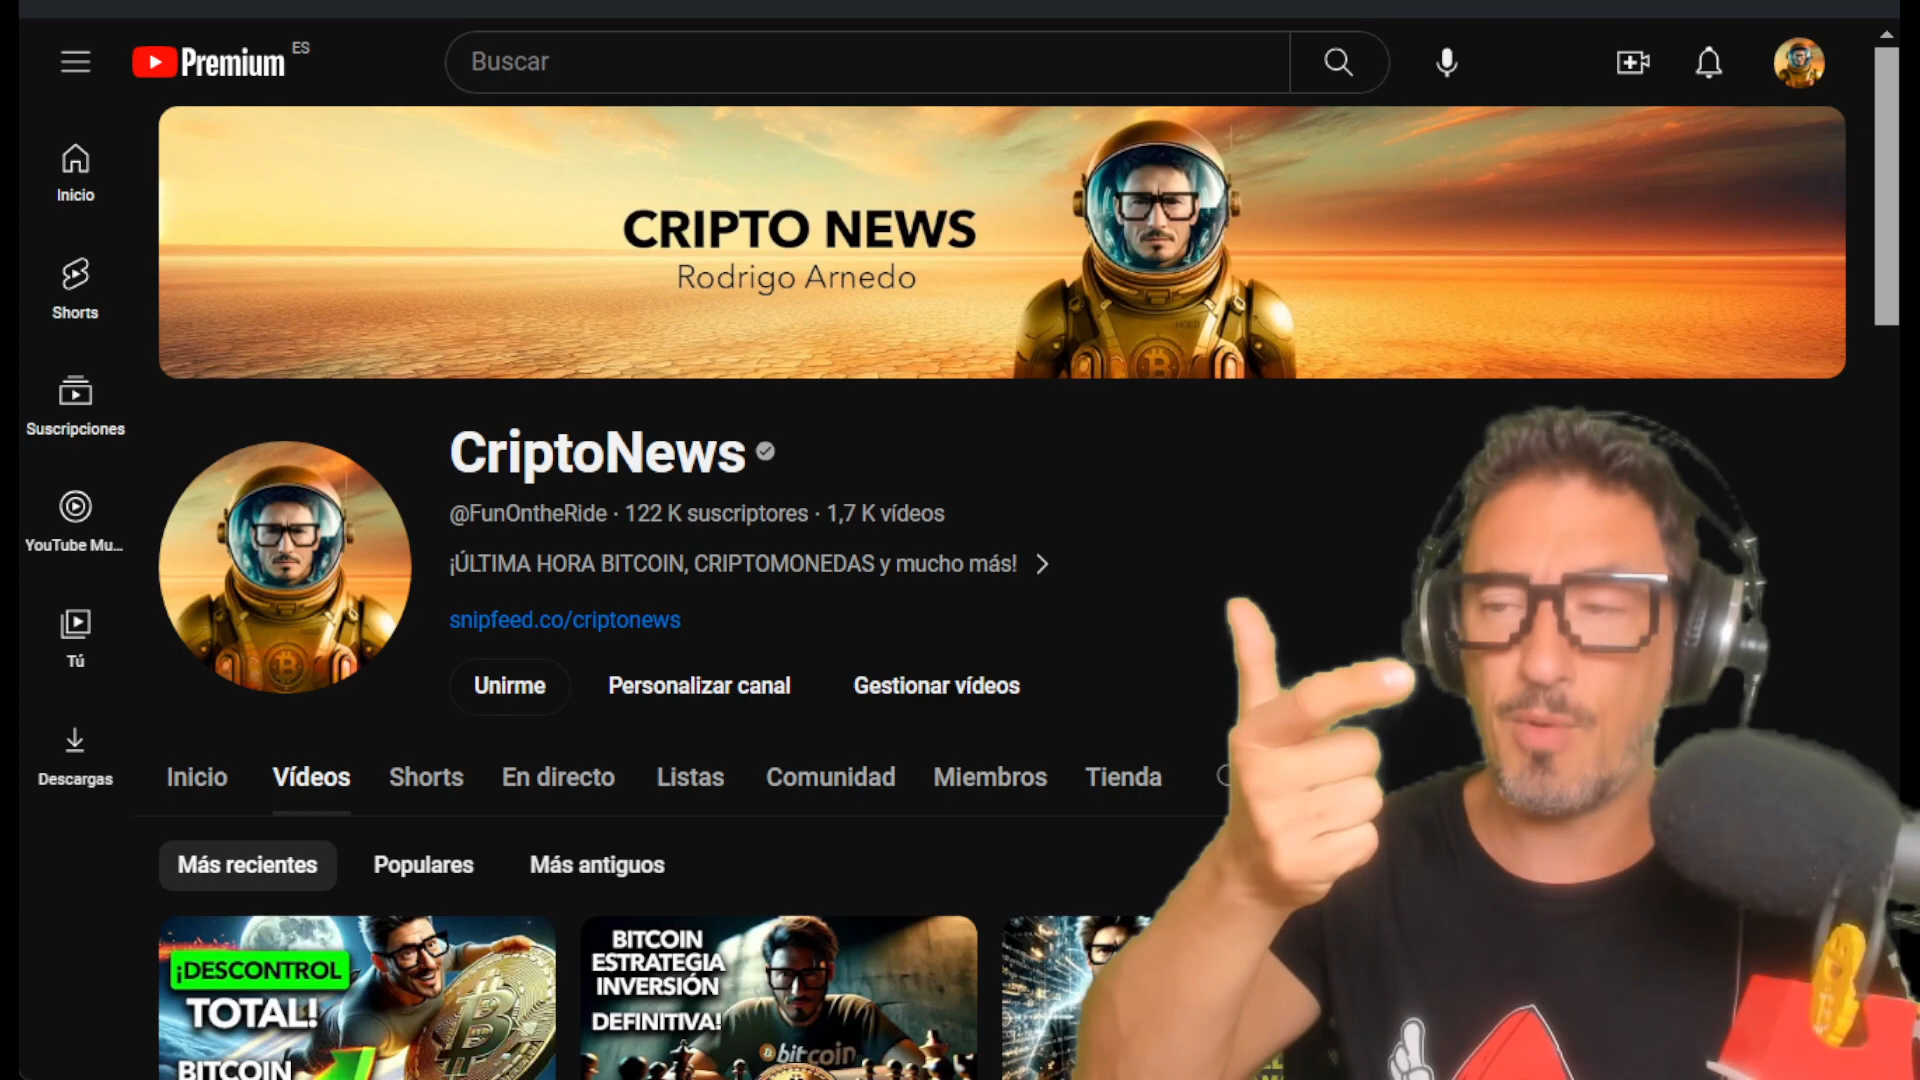 Premium ES
Buscar
Inicio
Shorts
Suscripciones
YouTube Mu...
Tú
Descargas
CRIPTO NEWS
Rodrigo Arnedo
HODL
CriptoNews
@FunOntheRide · 122 K suscriptores · 1,7 K vídeos
¡ÚLTIMA HORA BITCOIN, CRIPTOMONEDAS y mucho más!
snipfeed.co/criptonews
Unirme
Personalizar canal
Gestionar vídeos
Inicio
Vídeos
Shorts
En directo
Listas
Comunidad
Miembros
Tienda
Más recientes
Populares
Más antiguos
¡DESCONTROL
TOTAL!
BITCOIN
BITCOIN
ESTRATEGIA
INVERSIÓN
DEFINITIVA!
bitcoin